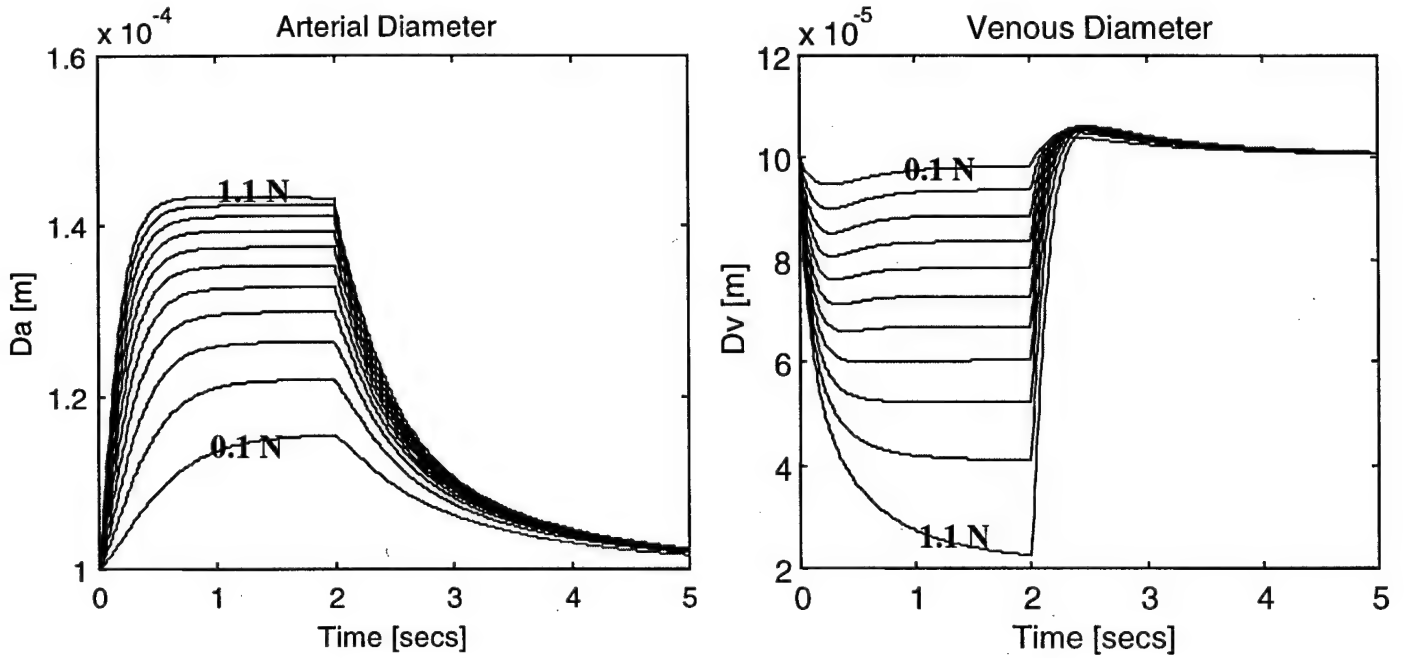 Arterial Diameter
x 10-4
1.6
1.4
1.2
1
Da [m]
1.1 N
0.1 N
0 1 2 3 4 5
Time [secs]
Venous Diameter
x 10-5
12
10
8
6
4
2
Dv [m]
0.1 N
1.1 N
0 1 2 3 4 5
Time [secs]